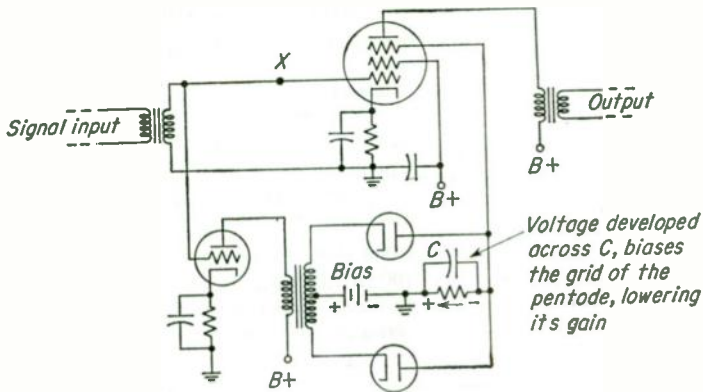 X
Signal input
Output
B+
B+
Voltage developed
across C, biases
the grid of the
pentode, lowering
its gain
C
Bias
+ -
+ -
B+